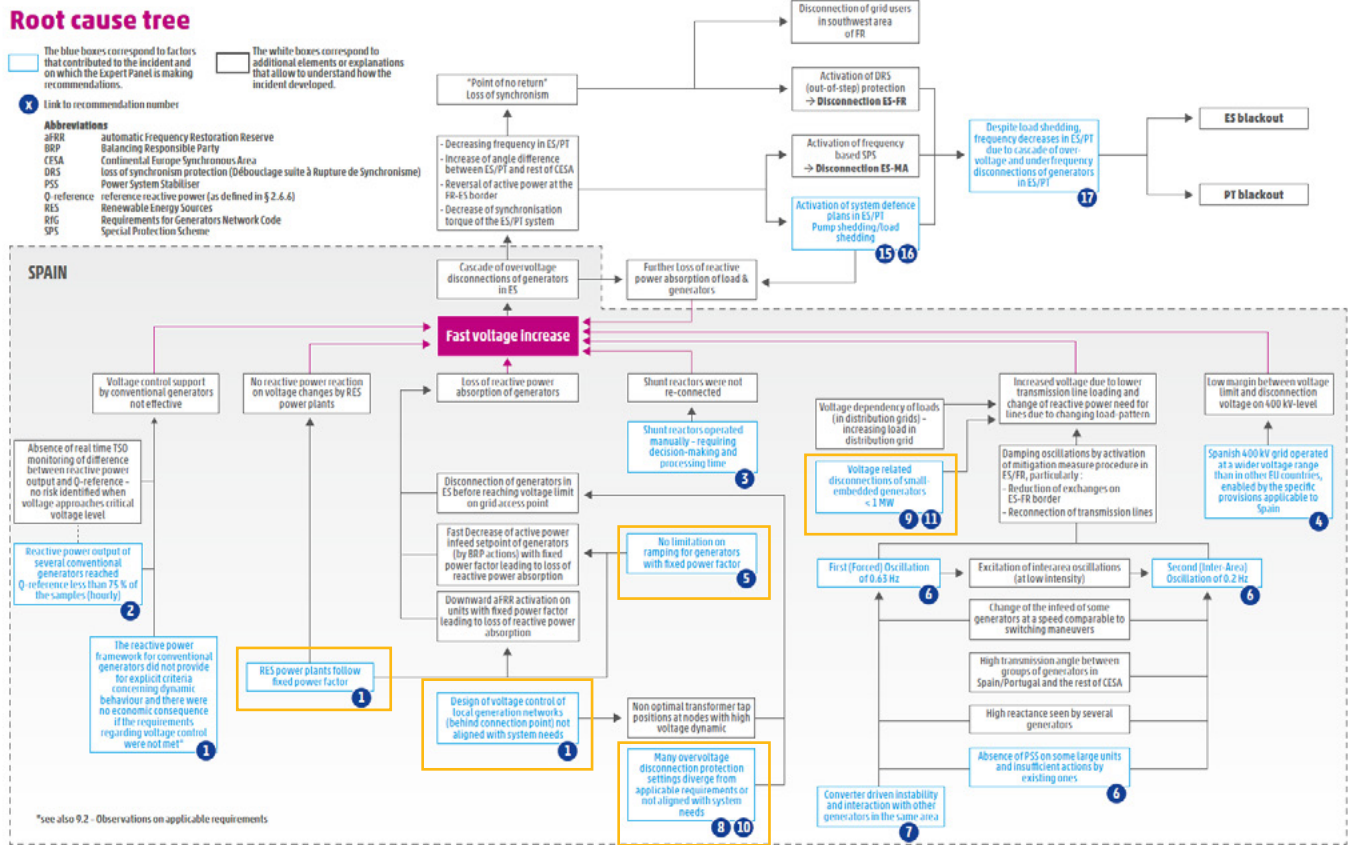 Root cause tree
The blue boxes correspond to factors
that contributed to the incident and
on which the Expert Panel is making
recommendations.
The white boxes correspond to
additional elements or explanations
that allow to understand how the
incident developed.
x Link to recommendation number
Abbreviations
aFRR automatic Frequency Restoration Reserve
BRP Balancing Responsible Party
CESA Continental Europe Synchronous Area
DRS loss of synchronism protection (Débouclage suite à Rupture de Synchronisme)
PSS Power System Stabiliser
Q-reference reference reactive power (as defined in § 2.6.6)
RES Renewable Energy Sources
RfG Requirements for Generators Network Code
SPS Special Protection Scheme
Disconnection of grid users
in southwest area
of FR
"Point of no return"
Loss of synchronism
Activation of DRS
(out-of-step) protection
→ Disconnection ES-FR
- Decreasing frequency in ES/PT
- Increase of angle difference
between ES/PT and rest of CESA
- Reversal of active power at the
FR-ES border
- Decrease of synchronisation
torque of the ES/PT system
Activation of frequency
based SPS
→ Disconnection ES-MA
Activation of system defence
plans in ES/PT
Pump shedding/load
shedding
15 16
Despite load shedding,
frequency decreases in ES/PT
due to cascade of over-
voltage and underfrequency
disconnections of generators
in ES/PT
17
ES blackout
PT blackout
SPAIN
Cascade of overvoltage
disconnections of generators
in ES
Further Loss of reactive
power absorption of load &
generators
Fast voltage increase
Voltage control support
by conventional generators
not effective
No reactive power reaction
on voltage changes by RES
power plants
Loss of reactive power
absorption of generators
Shunt reactors were not
re-connected
Increased voltage due to lower
transmission line loading and
change of reactive power need for
lines due to changing load-pattern
Low margin between voltage
limit and disconnection
voltage on 400 kV-level
Absence of real time TSO
monitoring of difference
between reactive power
output and Q-reference –
no risk identified when
voltage approaches critical
voltage level
Reactive power output of
several conventional
generators reached
Q-reference less than 75 % of
the samples (hourly)
2
The reactive power
framework for conventional
generators did not provide
for explicit criteria
concerning dynamic
behaviour and there were
no economic consequence
if the requirements
regarding voltage control
were not met*
1
RES power plants follow
fixed power factor
1
Shunt reactors operated
manually – requiring
decision-making and
processing time
3
Disconnection of generators in
ES before reaching voltage limit
on grid access point
Fast Decrease of active power
infeed setpoint of generators
(by BRP actions) with fixed
power factor leading to loss
of reactive power absorption
Downward aFRR activation on
units with fixed power factor
leading to loss of reactive power
absorption
No limitation on
ramping for generators
with fixed power factor
5
Design of voltage control of
local generation networks
(behind connection point) not
aligned with system needs
1
Non optimal transformer tap
positions at nodes with high
voltage dynamic
Many overvoltage
disconnection protection
settings diverge from
applicable requirements or
not aligned with system
needs
8 10
Voltage dependency of loads
(in distribution grids) –
increasing load in
distribution grid
Voltage related
disconnections of small-
embedded generators
< 1 MW
9 11
Damping oscillations by activation
of mitigation measure procedure in
ES/FR, particularly :
- Reduction of exchanges on
ES-FR border
- Reconnection of transmission lines
Spanish 400 kV grid operated
at a wider voltage range
than in other EU countries,
enabled by the specific
provisions applicable to
Spain
4
First (Forced) Oscillation
of 0.63 Hz
6
Excitation of interarea oscillations
(at low intensity)
Second (Inter-Area)
Oscillation of 0.2 Hz
6
Change of the infeed of some
generators at a speed comparable to
switching maneuvers
High transmission angle between
groups of generators in
Spain/Portugal and the rest of CESA
High reactance seen by several
generators
Absence of PSS on some large units
and insufficient actions by
existing ones
6
Converter driven instability
and interaction with other
generators in the same area
7
*see also 9.2 - Observations on applicable requirements